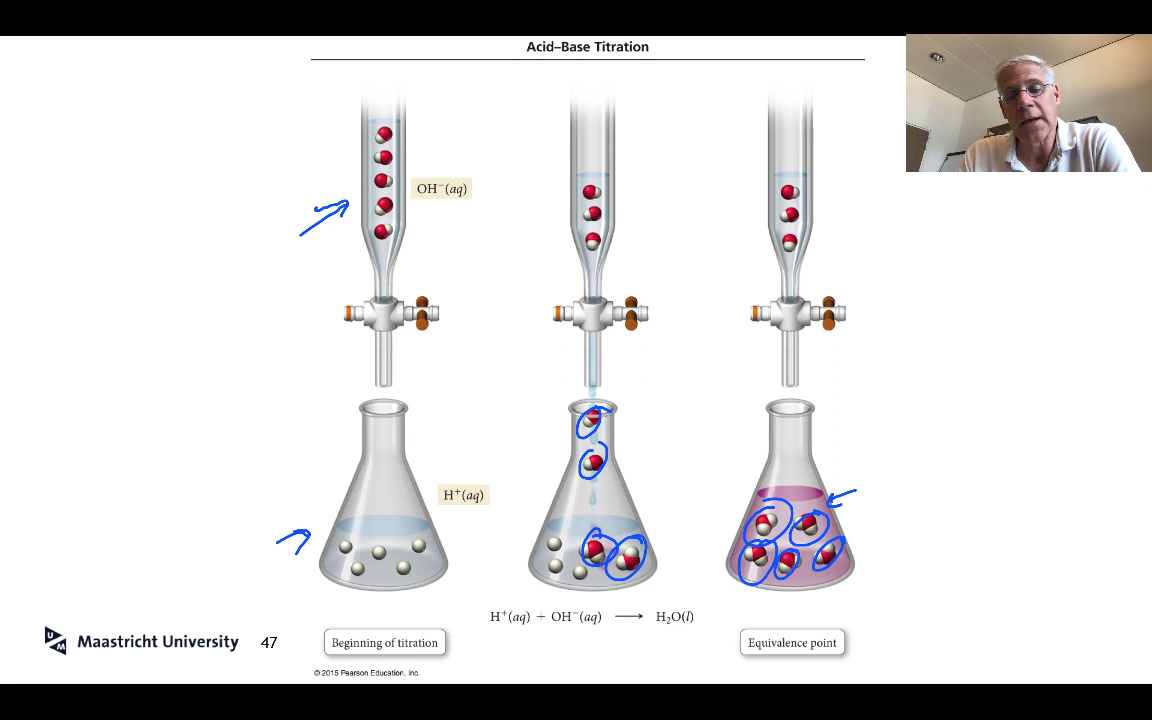 Acid–Base Titration
OH⁻(aq)
H⁺(aq)
H⁺(aq) + OH⁻(aq) ⟶ H₂O(l)
UM Maastricht University 47
Beginning of titration
Equivalence point
© 2015 Pearson Education, Inc.